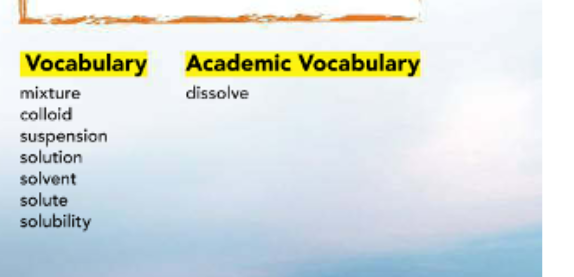 Vocabulary
mixture
colloid
suspension
solution
solvent
solute
solubility
Academic Vocabulary
dissolve